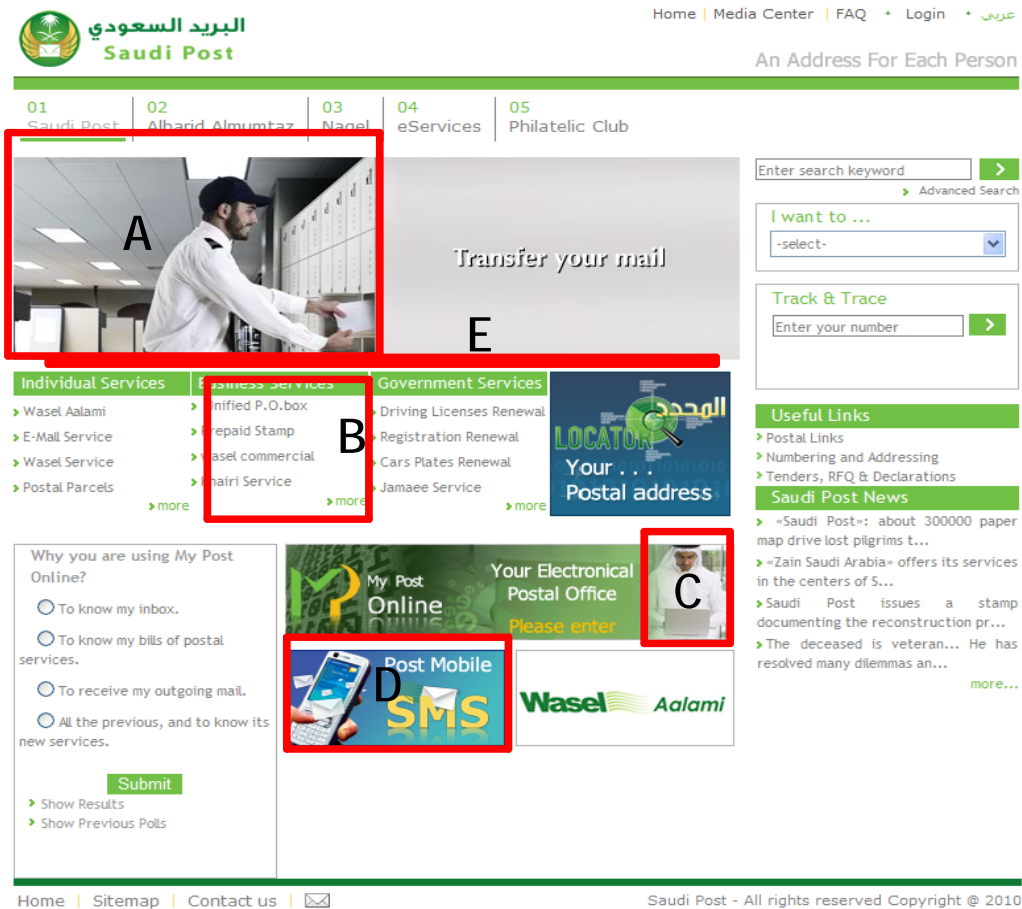 البريد السعودي
Saudi Post
Home | Media Center | FAQ • Login • عربي
An Address For Each Person
01
Saudi Post
02
Albarid Almumtaz
03
Nagel
04
eServices
05
Philatelic Club
A
Transfer your mail
E
Enter search keyword
Advanced Search
I want to ...
-select-
Track & Trace
Enter your number
Individual Services
Wasel Aalami
E-Mall Service
Wasel Service
Postal Parcels
more
Business Services
Unified P.O.box
Prepaid Stamp
wasel commercial
Khairi Service
more
B
Government Services
Driving Licenses Renewal
Registration Renewal
Cars Plates Renewal
Jamaee Service
more
المحدد
LOCATOR
Your ...
Postal address
Useful Links
Postal Links
Numbering and Addressing
Tenders, RFQ & Declarations
Saudi Post News
«Saudi Post»: about 300000 paper
map drive lost pilgrims t...
«Zain Saudi Arabia» offers its services
in the centers of S...
Saudi Post issues a stamp
documenting the reconstruction pr...
The deceased is veteran... He has
resolved many dilemmas an...
more...
Why you are using My Post
Online?
To know my inbox.
To know my bills of postal
services.
To receive my outgoing mail.
All the previous, and to know its
new services.
Submit
Show Results
Show Previous Polls
My Post
Online
Your Electronical
Postal Office
Please enter
C
Post Mobile
SMS
D
Wasel Aalami
Home | Sitemap | Contact us |
Saudi Post - All rights reserved Copyright @ 2010